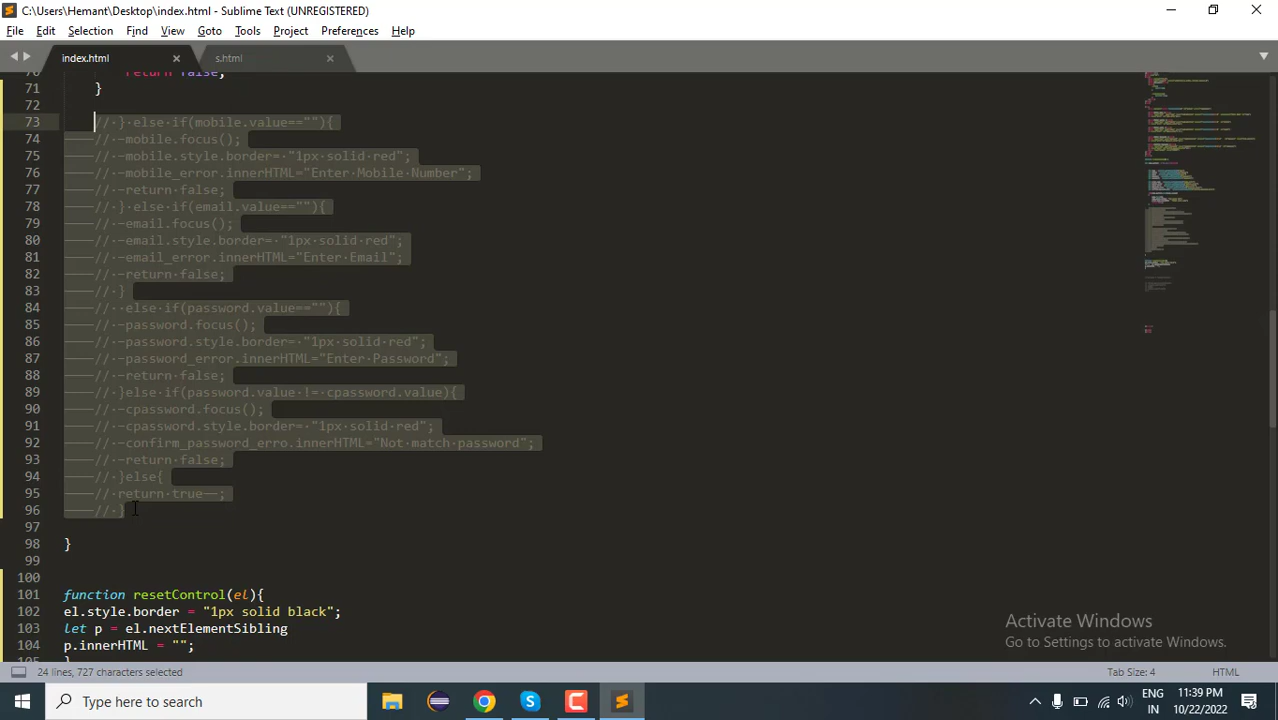 C:\Users\Hemant\Desktop\index.html - Sublime Text (UNREGISTERED)
File Edit Selection Find View Goto Tools Project Preferences Help
index.html s.html
70 return false;
71 }
72
73 // } else if(mobile.value==""){
74 // mobile.focus();
75 // mobile.style.border= "1px solid red";
76 // mobile_error.innerHTML="Enter Mobile Number";
77 // return false;
78 // } else if(email.value==""){
79 // email.focus();
80 // email.style.border= "1px solid red";
81 // email_error.innerHTML="Enter Email";
82 // return false;
83 // }
84 // else if(password.value==""){
85 // password.focus();
86 // password.style.border= "1px solid red";
87 // password_error.innerHTML="Enter Password";
88 // return false;
89 // }else if(password.value != cpassword.value){
90 // cpassword.focus();
91 // cpassword.style.border= "1px solid red";
92 // confirm_password_erro.innerHTML="Not match password";
93 // return false;
94 // }else{
95 // return true ;
96 // }
97
98 }
99
100
101 function resetControl(el){
102 el.style.border = "1px solid black";
103 let p = el.nextElementSibling
104 p.innerHTML = "";
105 }
Activate Windows
Go to Settings to activate Windows.
24 lines, 727 characters selected Tab Size: 4 HTML
Type here to search
ENG
IN
11:39 PM
10/22/2022